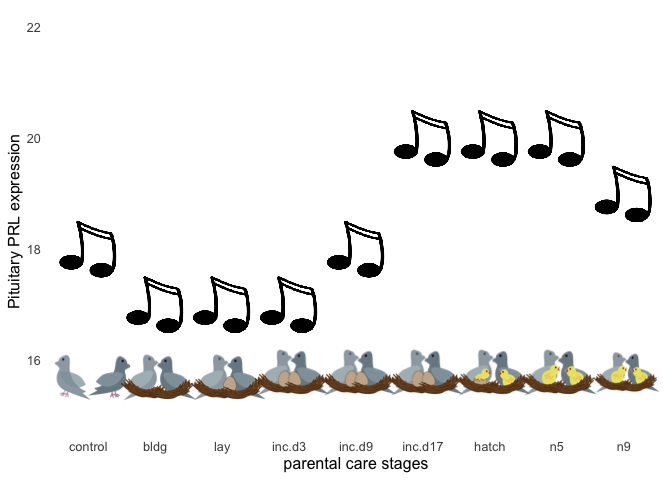 22
20
18
16
Pituitary PRL expression
control bldg lay inc.d3 inc.d9 inc.d17 hatch n5 n9
parental care stages